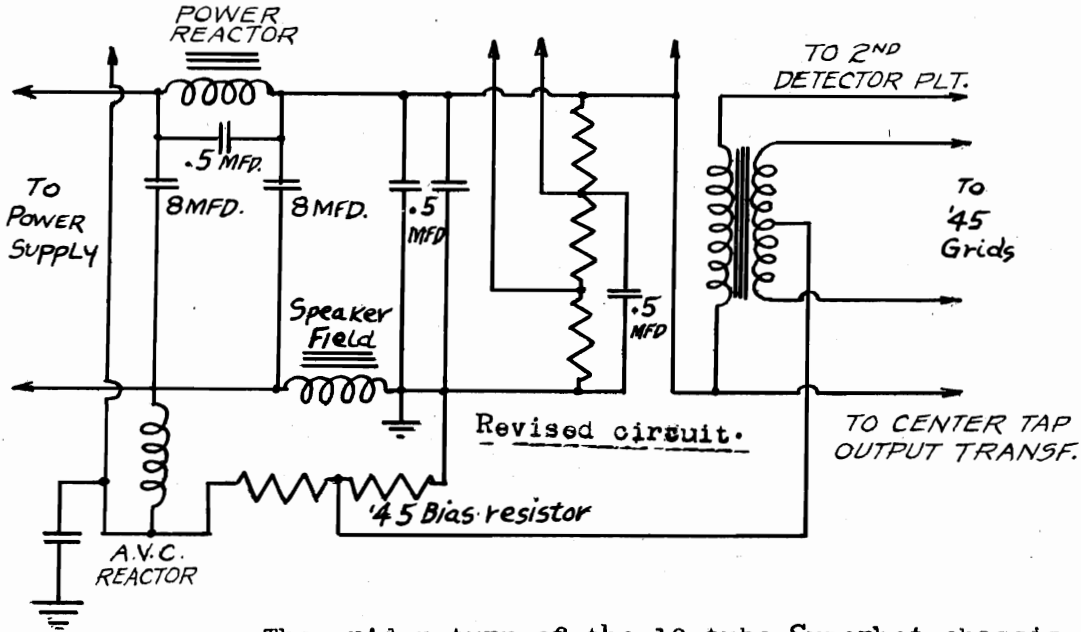 POWER
REACTOR
TO 2ND
DETECTOR PLT.
.5 MFD.
TO
POWER
SUPPLY
8MFD.
8MFD.
.5
MFD
To
'45
Grids
Speaker
Field
.5
MFD
Revised circuit.
TO CENTER TAP
OUTPUT TRANSF.
'45 Bias resistor
A.V.C.
REACTOR